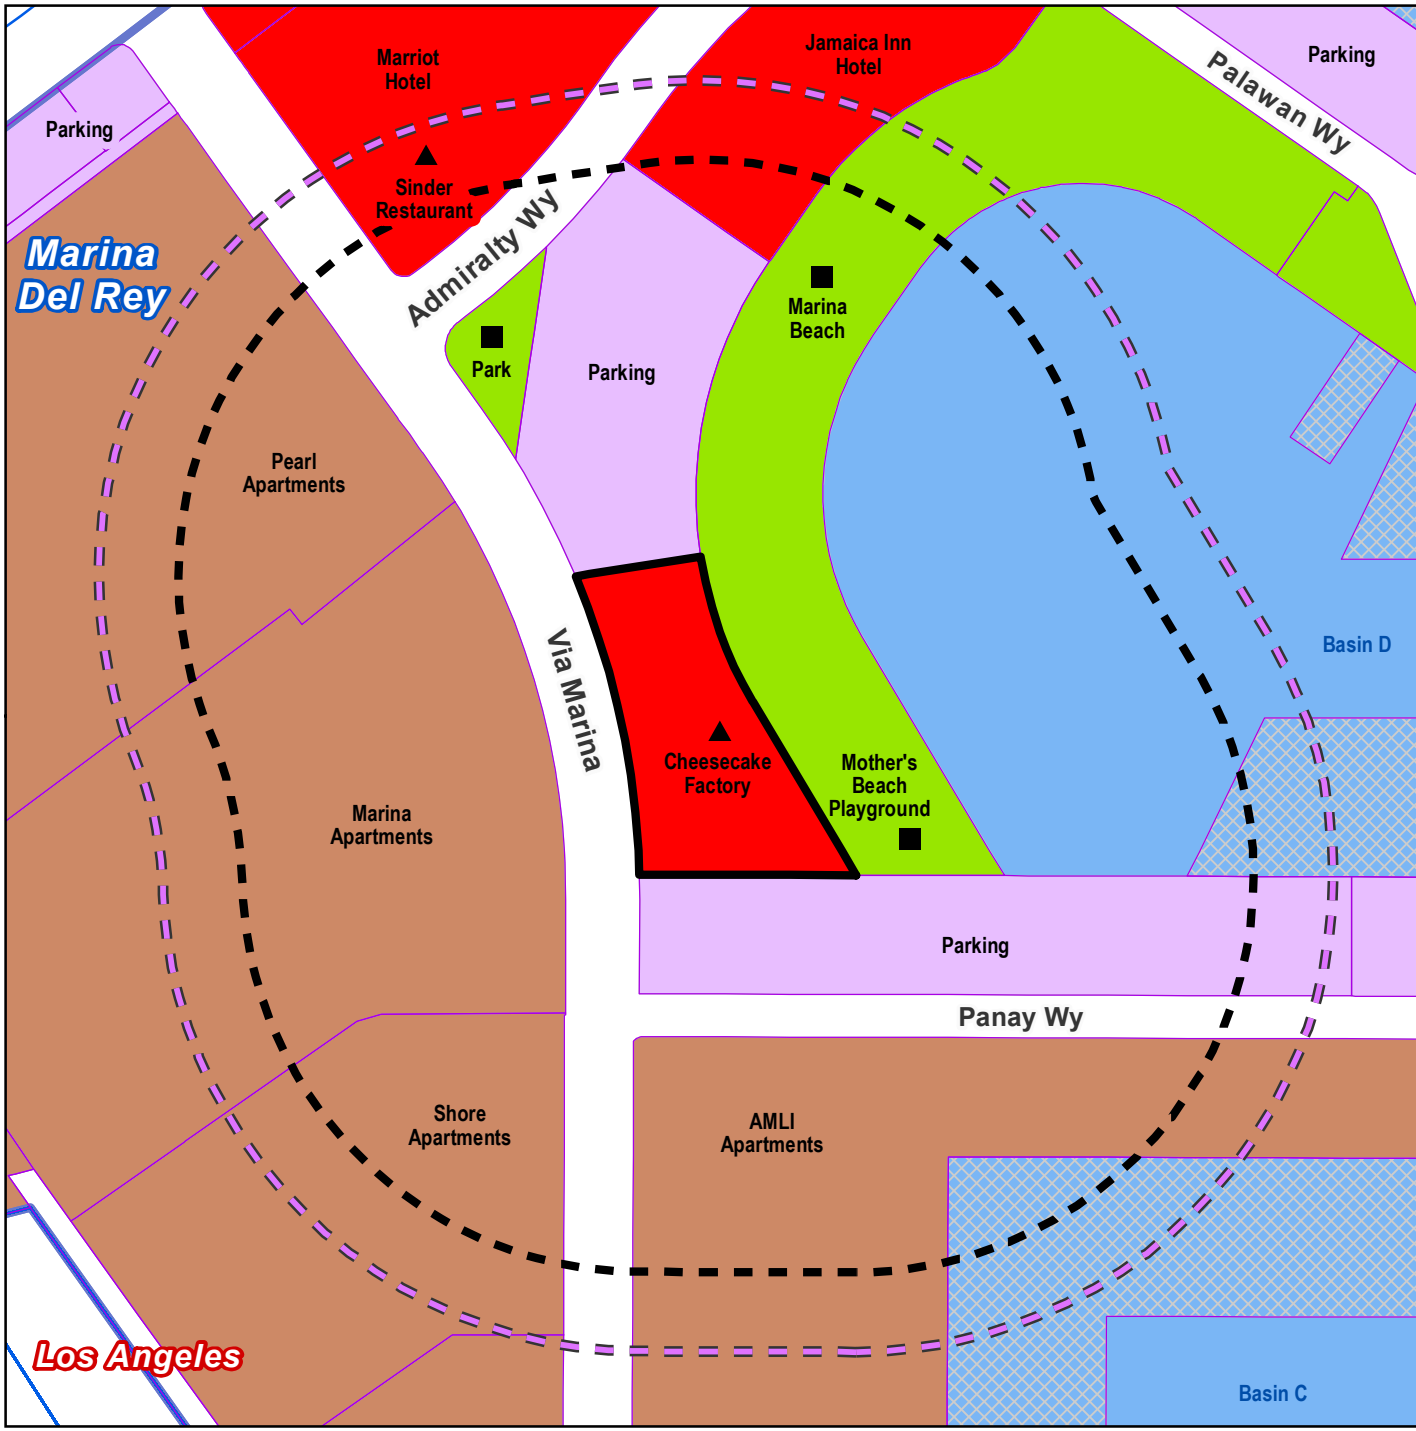 Marriot
Hotel
Jamaica Inn
Hotel
Parking
Palawan Wy
Parking
Sinder
Restaurant
Marina
Del Rey
Admiralty Wy
Marina
Beach
Park
Parking
Pearl
Apartments
Via Marina
Basin D
Cheesecake
Factory
Mother's
Beach
Playground
Marina
Apartments
Parking
Panay Wy
Shore
Apartments
AMLI
Apartments
Los Angeles
Basin C